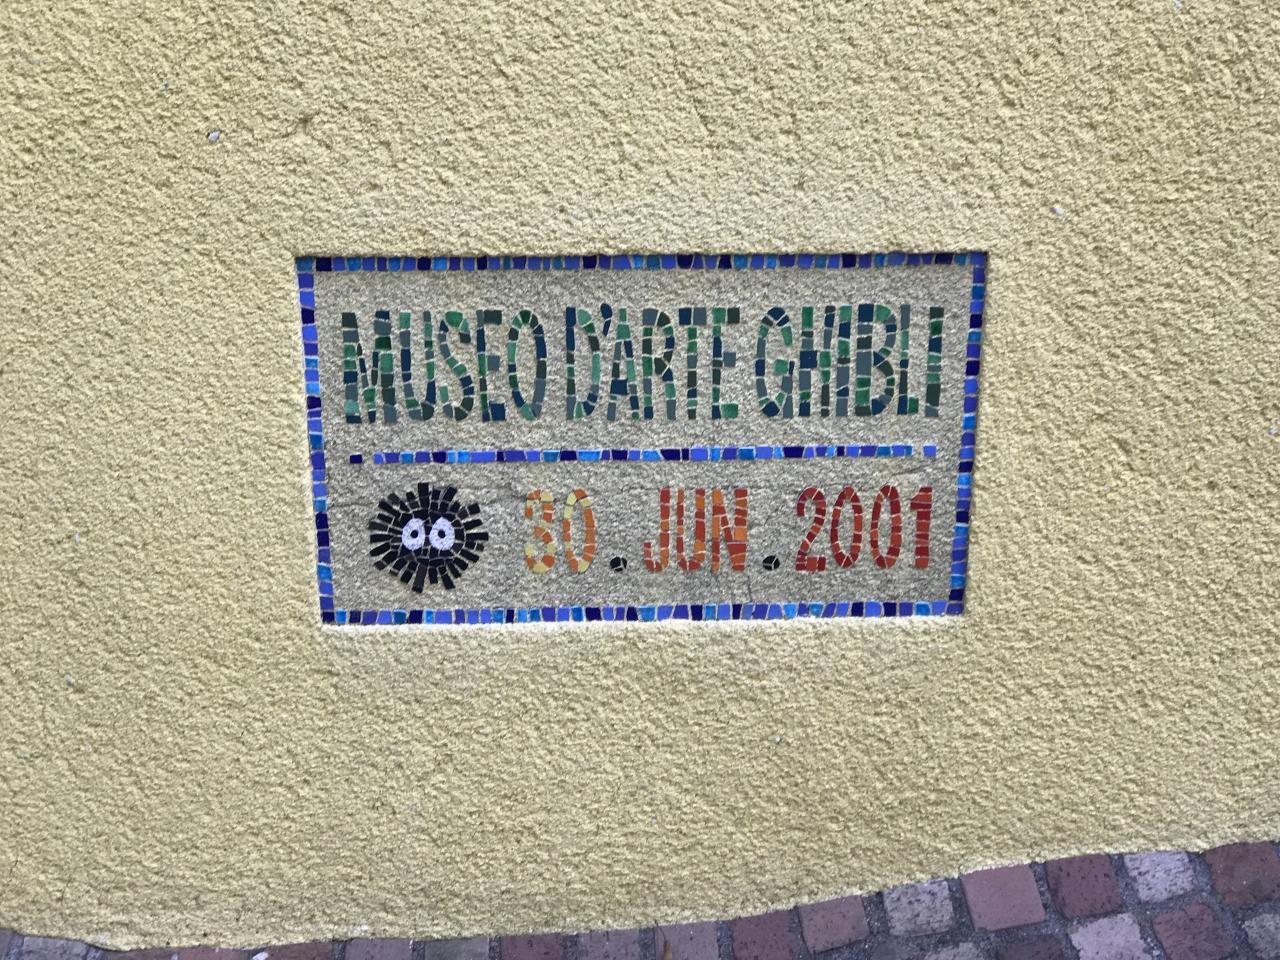 MUSEO D'ARTE GHIBLI
30.JUN.2001